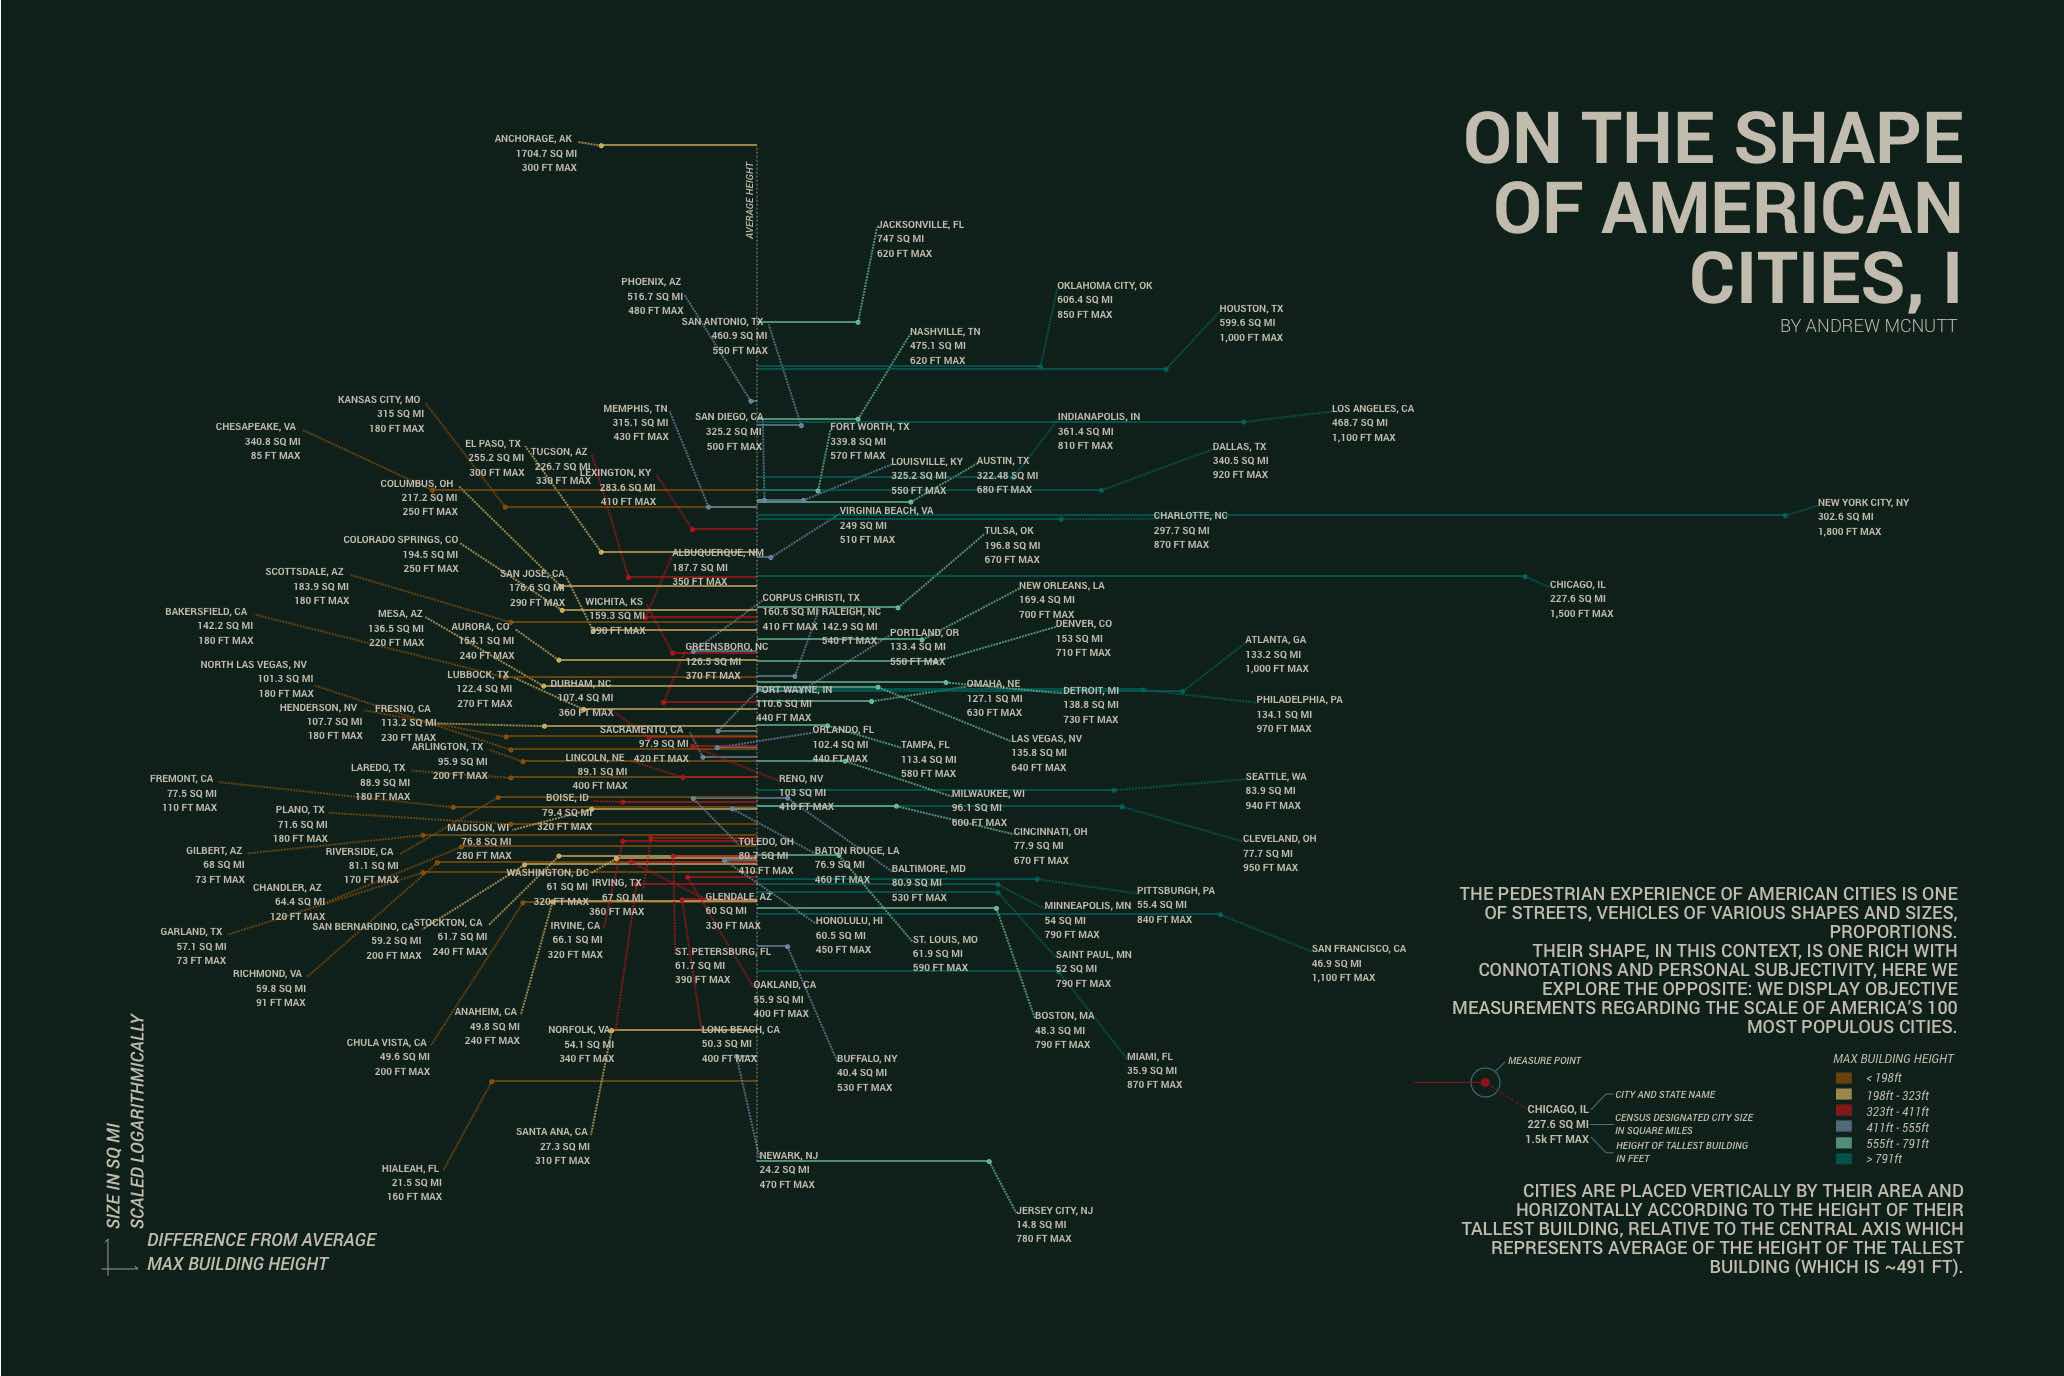 ON THE SHAPE
OF AMERICAN
CITIES, I
BY ANDREW MCNUTT
ANCHORAGE, AK
1704.7 SQ MI
300 FT MAX
AVERAGE HEIGHT
JACKSONVILLE, FL
747 SQ MI
620 FT MAX
PHOENIX, AZ
516.7 SQ MI
480 FT MAX
SAN ANTONIO, TX
460.9 SQ MI
550 FT MAX
OKLAHOMA CITY, OK
606.4 SQ MI
850 FT MAX
HOUSTON, TX
599.6 SQ MI
1,000 FT MAX
NASHVILLE, TN
475.1 SQ MI
620 FT MAX
KANSAS CITY, MO
315 SQ MI
180 FT MAX
CHESAPEAKE, VA
340.8 SQ MI
85 FT MAX
MEMPHIS, TN
315.1 SQ MI
430 FT MAX
SAN DIEGO, CA
325.2 SQ MI
500 FT MAX
FORT WORTH, TX
339.8 SQ MI
570 FT MAX
INDIANAPOLIS, IN
361.4 SQ MI
810 FT MAX
LOS ANGELES, CA
468.7 SQ MI
1,100 FT MAX
EL PASO, TX
255.2 SQ MI
300 FT MAX
TUCSON, AZ
226.7 SQ MI
330 FT MAX
LEXINGTON, KY
283.6 SQ MI
410 FT MAX
LOUISVILLE, KY
325.2 SQ MI
550 FT MAX
AUSTIN, TX
322.48 SQ MI
680 FT MAX
DALLAS, TX
340.5 SQ MI
920 FT MAX
COLUMBUS, OH
217.2 SQ MI
250 FT MAX
VIRGINIA BEACH, VA
249 SQ MI
510 FT MAX
CHARLOTTE, NC
297.7 SQ MI
870 FT MAX
NEW YORK CITY, NY
302.6 SQ MI
1,800 FT MAX
COLORADO SPRINGS, CO
194.5 SQ MI
250 FT MAX
ALBUQUERQUE, NM
187.7 SQ MI
350 FT MAX
TULSA, OK
196.8 SQ MI
670 FT MAX
SCOTTSDALE, AZ
183.9 SQ MI
180 FT MAX
SAN JOSE, CA
176.6 SQ MI
290 FT MAX
NEW ORLEANS, LA
169.4 SQ MI
700 FT MAX
CHICAGO, IL
227.6 SQ MI
1,500 FT MAX
BAKERSFIELD, CA
142.2 SQ MI
180 FT MAX
MESA, AZ
136.5 SQ MI
220 FT MAX
WICHITA, KS
159.3 SQ MI
390 FT MAX
CORPUS CHRISTI, TX
160.6 SQ MI
410 FT MAX
RALEIGH, NC
142.9 SQ MI
540 FT MAX
AURORA, CO
154.1 SQ MI
240 FT MAX
GREENSBORO, NC
126.5 SQ MI
370 FT MAX
PORTLAND, OR
133.4 SQ MI
550 FT MAX
DENVER, CO
153 SQ MI
710 FT MAX
ATLANTA, GA
133.2 SQ MI
1,000 FT MAX
NORTH LAS VEGAS, NV
101.3 SQ MI
180 FT MAX
LUBBOCK, TX
122.4 SQ MI
270 FT MAX
DURHAM, NC
107.4 SQ MI
360 FT MAX
FORT WAYNE, IN
110.6 SQ MI
440 FT MAX
OMAHA, NE
127.1 SQ MI
630 FT MAX
DETROIT, MI
138.8 SQ MI
730 FT MAX
PHILADELPHIA, PA
134.1 SQ MI
970 FT MAX
HENDERSON, NV
107.7 SQ MI
180 FT MAX
FRESNO, CA
113.2 SQ MI
230 FT MAX
SACRAMENTO, CA
97.9 SQ MI
420 FT MAX
ORLANDO, FL
102.4 SQ MI
440 FT MAX
TAMPA, FL
113.4 SQ MI
580 FT MAX
LAS VEGAS, NV
135.8 SQ MI
640 FT MAX
ARLINGTON, TX
95.9 SQ MI
200 FT MAX
LINCOLN, NE
89.1 SQ MI
400 FT MAX
LAREDO, TX
88.9 SQ MI
180 FT MAX
FREMONT, CA
77.5 SQ MI
110 FT MAX
RENO, NV
103 SQ MI
410 FT MAX
SEATTLE, WA
83.9 SQ MI
940 FT MAX
MILWAUKEE, WI
96.1 SQ MI
600 FT MAX
BOISE, ID
79.4 SQ MI
320 FT MAX
PLANO, TX
71.6 SQ MI
180 FT MAX
MADISON, WI
76.8 SQ MI
280 FT MAX
CINCINNATI, OH
77.9 SQ MI
670 FT MAX
CLEVELAND, OH
77.7 SQ MI
950 FT MAX
TOLEDO, OH
80.7 SQ MI
410 FT MAX
GILBERT, AZ
68 SQ MI
73 FT MAX
RIVERSIDE, CA
81.1 SQ MI
170 FT MAX
BATON ROUGE, LA
76.9 SQ MI
460 FT MAX
BALTIMORE, MD
80.9 SQ MI
530 FT MAX
WASHINGTON, DC
61 SQ MI
320 FT MAX
IRVING, TX
67 SQ MI
360 FT MAX
CHANDLER, AZ
64.4 SQ MI
120 FT MAX
GLENDALE, AZ
60 SQ MI
330 FT MAX
PITTSBURGH, PA
55.4 SQ MI
840 FT MAX
MINNEAPOLIS, MN
54 SQ MI
790 FT MAX
SAN BERNARDINO, CA
59.2 SQ MI
200 FT MAX
STOCKTON, CA
61.7 SQ MI
240 FT MAX
IRVINE, CA
66.1 SQ MI
320 FT MAX
HONOLULU, HI
60.5 SQ MI
450 FT MAX
GARLAND, TX
57.1 SQ MI
73 FT MAX
ST. PETERSBURG, FL
61.7 SQ MI
390 FT MAX
ST. LOUIS, MO
61.9 SQ MI
590 FT MAX
SAINT PAUL, MN
52 SQ MI
790 FT MAX
SAN FRANCISCO, CA
46.9 SQ MI
1,100 FT MAX
RICHMOND, VA
59.8 SQ MI
91 FT MAX
OAKLAND, CA
55.9 SQ MI
400 FT MAX
ANAHEIM, CA
49.8 SQ MI
240 FT MAX
BOSTON, MA
48.3 SQ MI
790 FT MAX
NORFOLK, VA
54.1 SQ MI
340 FT MAX
LONG BEACH, CA
50.3 SQ MI
400 FT MAX
CHULA VISTA, CA
49.6 SQ MI
200 FT MAX
BUFFALO, NY
40.4 SQ MI
530 FT MAX
MIAMI, FL
35.9 SQ MI
870 FT MAX
SANTA ANA, CA
27.3 SQ MI
310 FT MAX
HIALEAH, FL
21.5 SQ MI
160 FT MAX
NEWARK, NJ
24.2 SQ MI
470 FT MAX
JERSEY CITY, NJ
14.8 SQ MI
780 FT MAX
SIZE IN SQ MI
SCALED LOGARITHMICALLY
DIFFERENCE FROM AVERAGE
MAX BUILDING HEIGHT
THE PEDESTRIAN EXPERIENCE OF AMERICAN CITIES IS ONE
OF STREETS, VEHICLES OF VARIOUS SHAPES AND SIZES,
PROPORTIONS.
THEIR SHAPE, IN THIS CONTEXT, IS ONE RICH WITH
CONNOTATIONS AND PERSONAL SUBJECTIVITY, HERE WE
EXPLORE THE OPPOSITE: WE DISPLAY OBJECTIVE
MEASUREMENTS REGARDING THE SCALE OF AMERICA'S 100
MOST POPULOUS CITIES.
MEASURE POINT
CHICAGO, IL
227.6 SQ MI
1.5k FT MAX
CITY AND STATE NAME
CENSUS DESIGNATED CITY SIZE
IN SQUARE MILES
HEIGHT OF TALLEST BUILDING
IN FEET
MAX BUILDING HEIGHT
< 198ft
198ft - 323ft
323ft - 411ft
411ft - 555ft
555ft - 791ft
> 791ft
CITIES ARE PLACED VERTICALLY BY THEIR AREA AND
HORIZONTALLY ACCORDING TO THE HEIGHT OF THEIR
TALLEST BUILDING, RELATIVE TO THE CENTRAL AXIS WHICH
REPRESENTS AVERAGE OF THE HEIGHT OF THE TALLEST
BUILDING (WHICH IS ~491 FT).